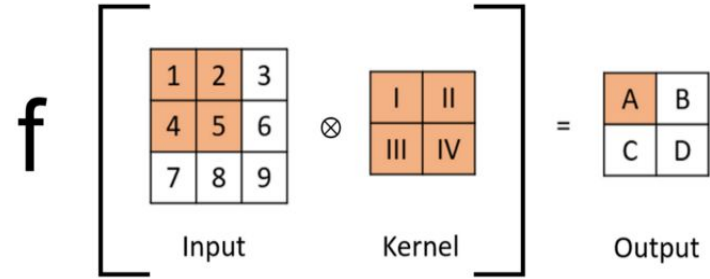 f
1 2 3
4 5 6
7 8 9
⊗
I II
III IV
=
A B
C D
Input Kernel Output